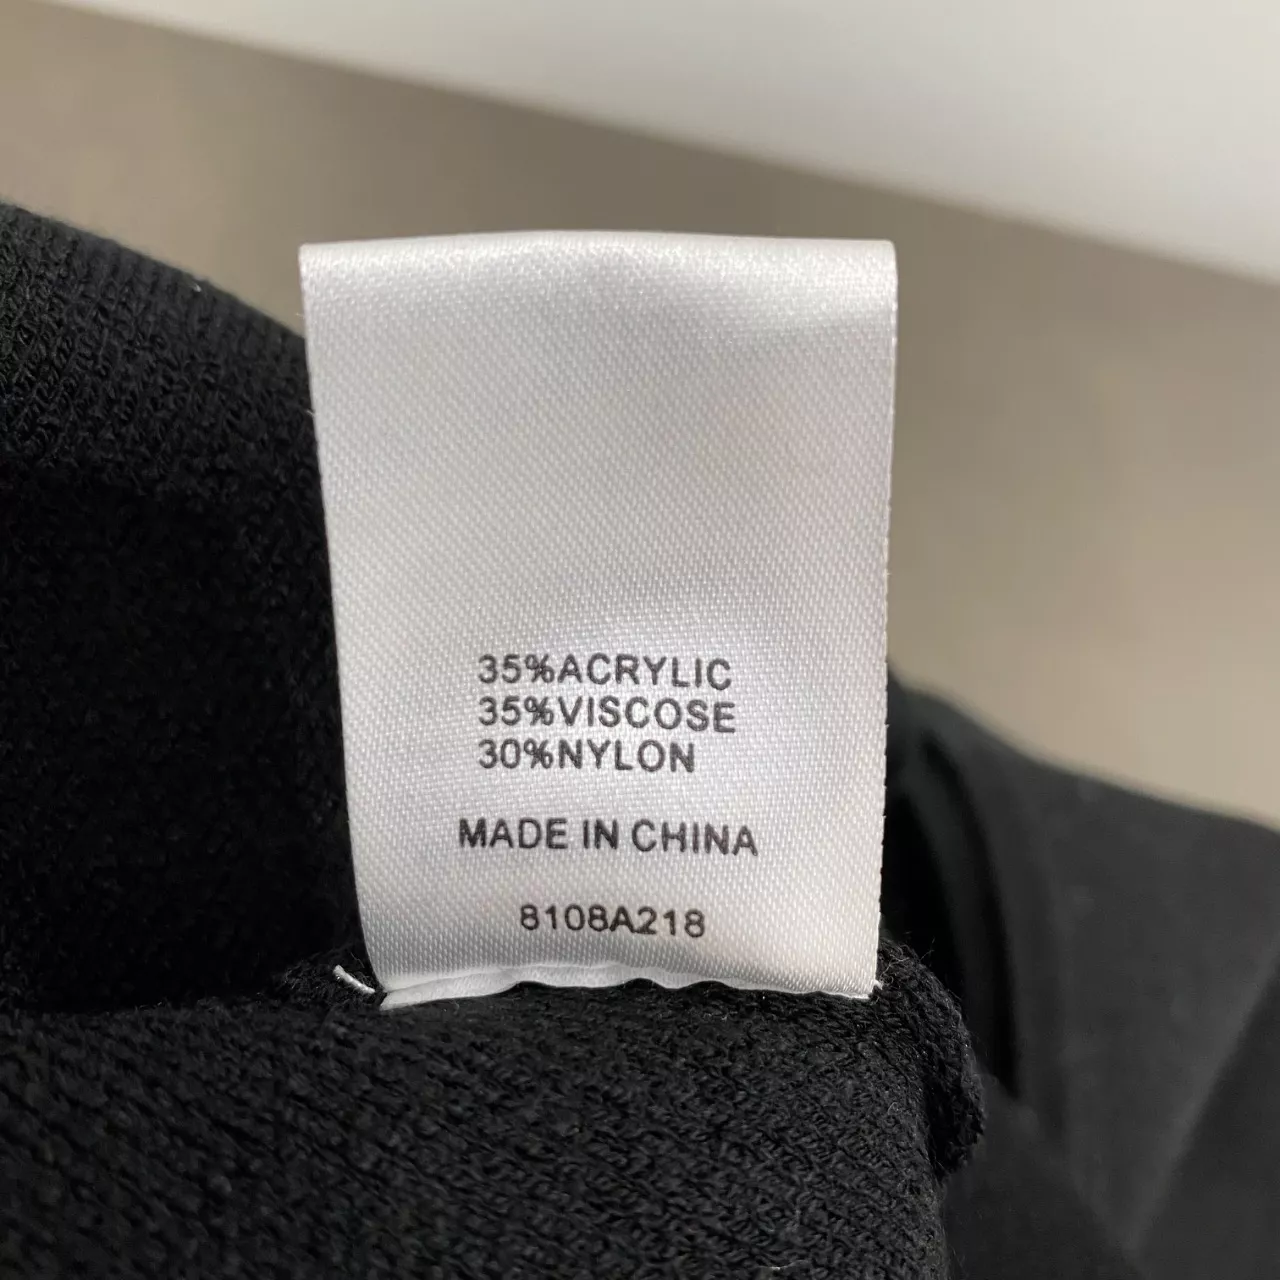 35%ACRYLIC
35%VISCOSE
30%NYLON
MADE IN CHINA
8108A218